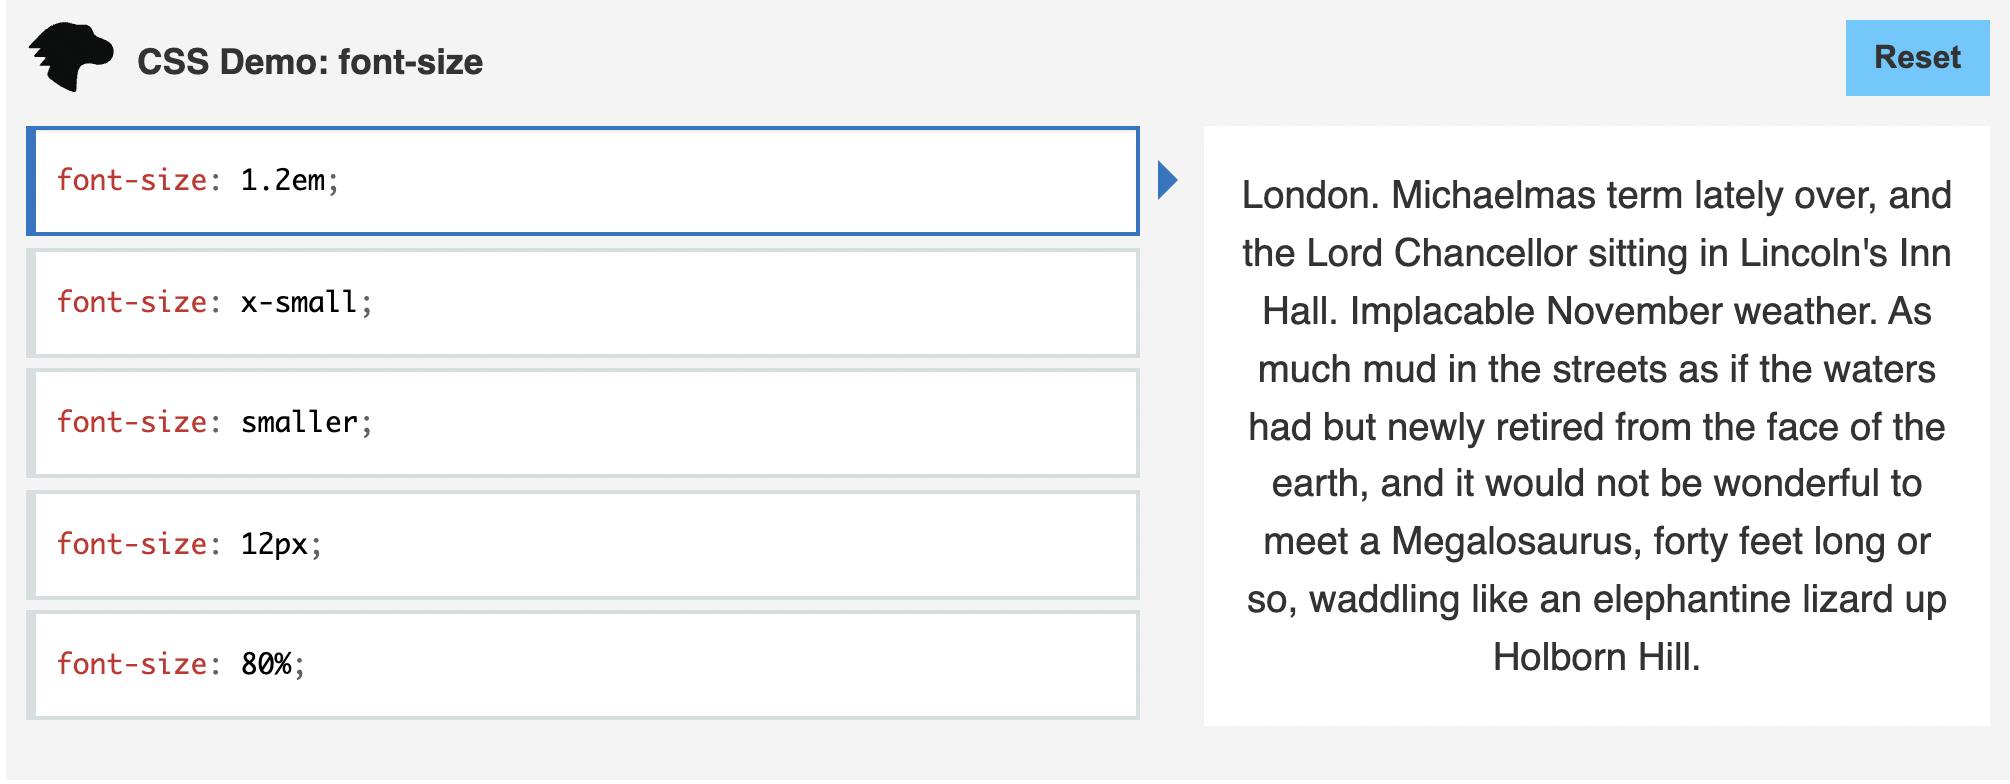 CSS Demo: font-size
Reset
font-size: 1.2em;
font-size: x-small;
font-size: smaller;
font-size: 12px;
font-size: 80%;
London. Michaelmas term lately over, and
the Lord Chancellor sitting in Lincoln's Inn
Hall. Implacable November weather. As
much mud in the streets as if the waters
had but newly retired from the face of the
earth, and it would not be wonderful to
meet a Megalosaurus, forty feet long or
so, waddling like an elephantine lizard up
Holborn Hill.